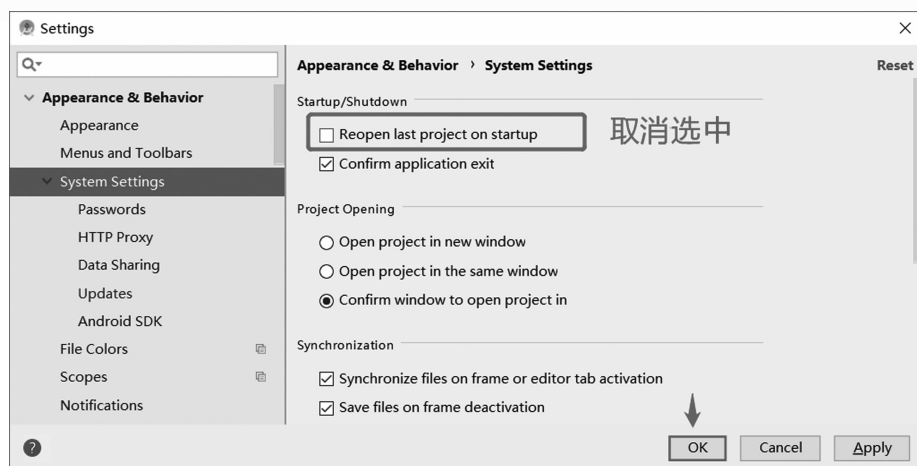 Settings
Appearance & Behavior
Appearance
Menus and Toolbars
System Settings
Passwords
HTTP Proxy
Data Sharing
Updates
Android SDK
File Colors
Scopes
Notifications
Appearance & Behavior › System Settings
Reset
Startup/Shutdown
Reopen last project on startup
取消选中
Confirm application exit
Project Opening
Open project in new window
Open project in the same window
Confirm window to open project in
Synchronization
Synchronize files on frame or editor tab activation
Save files on frame deactivation
?
OK
Cancel
Apply